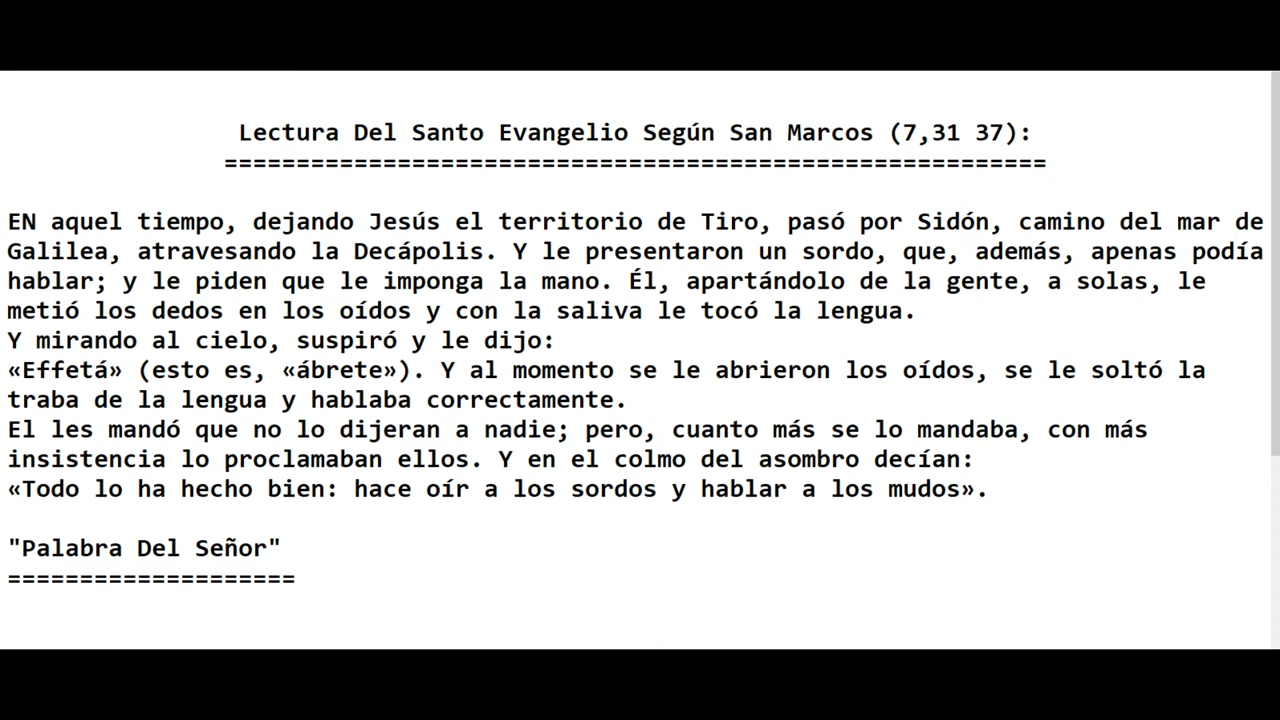 Lectura Del Santo Evangelio Según San Marcos (7,31 37):
=========================================================
EN aquel tiempo, dejando Jesús el territorio de Tiro, pasó por Sidón, camino del mar de
Galilea, atravesando la Decápolis. Y le presentaron un sordo, que, además, apenas podía
hablar; y le piden que le imponga la mano. Él, apartándolo de la gente, a solas, le
metió los dedos en los oídos y con la saliva le tocó la lengua.
Y mirando al cielo, suspiró y le dijo:
«Effetá» (esto es, «ábrete»). Y al momento se le abrieron los oídos, se le soltó la
traba de la lengua y hablaba correctamente.
El les mandó que no lo dijeran a nadie; pero, cuanto más se lo mandaba, con más
insistencia lo proclamaban ellos. Y en el colmo del asombro decían:
«Todo lo ha hecho bien: hace oír a los sordos y hablar a los mudos».
"Palabra Del Señor"
====================